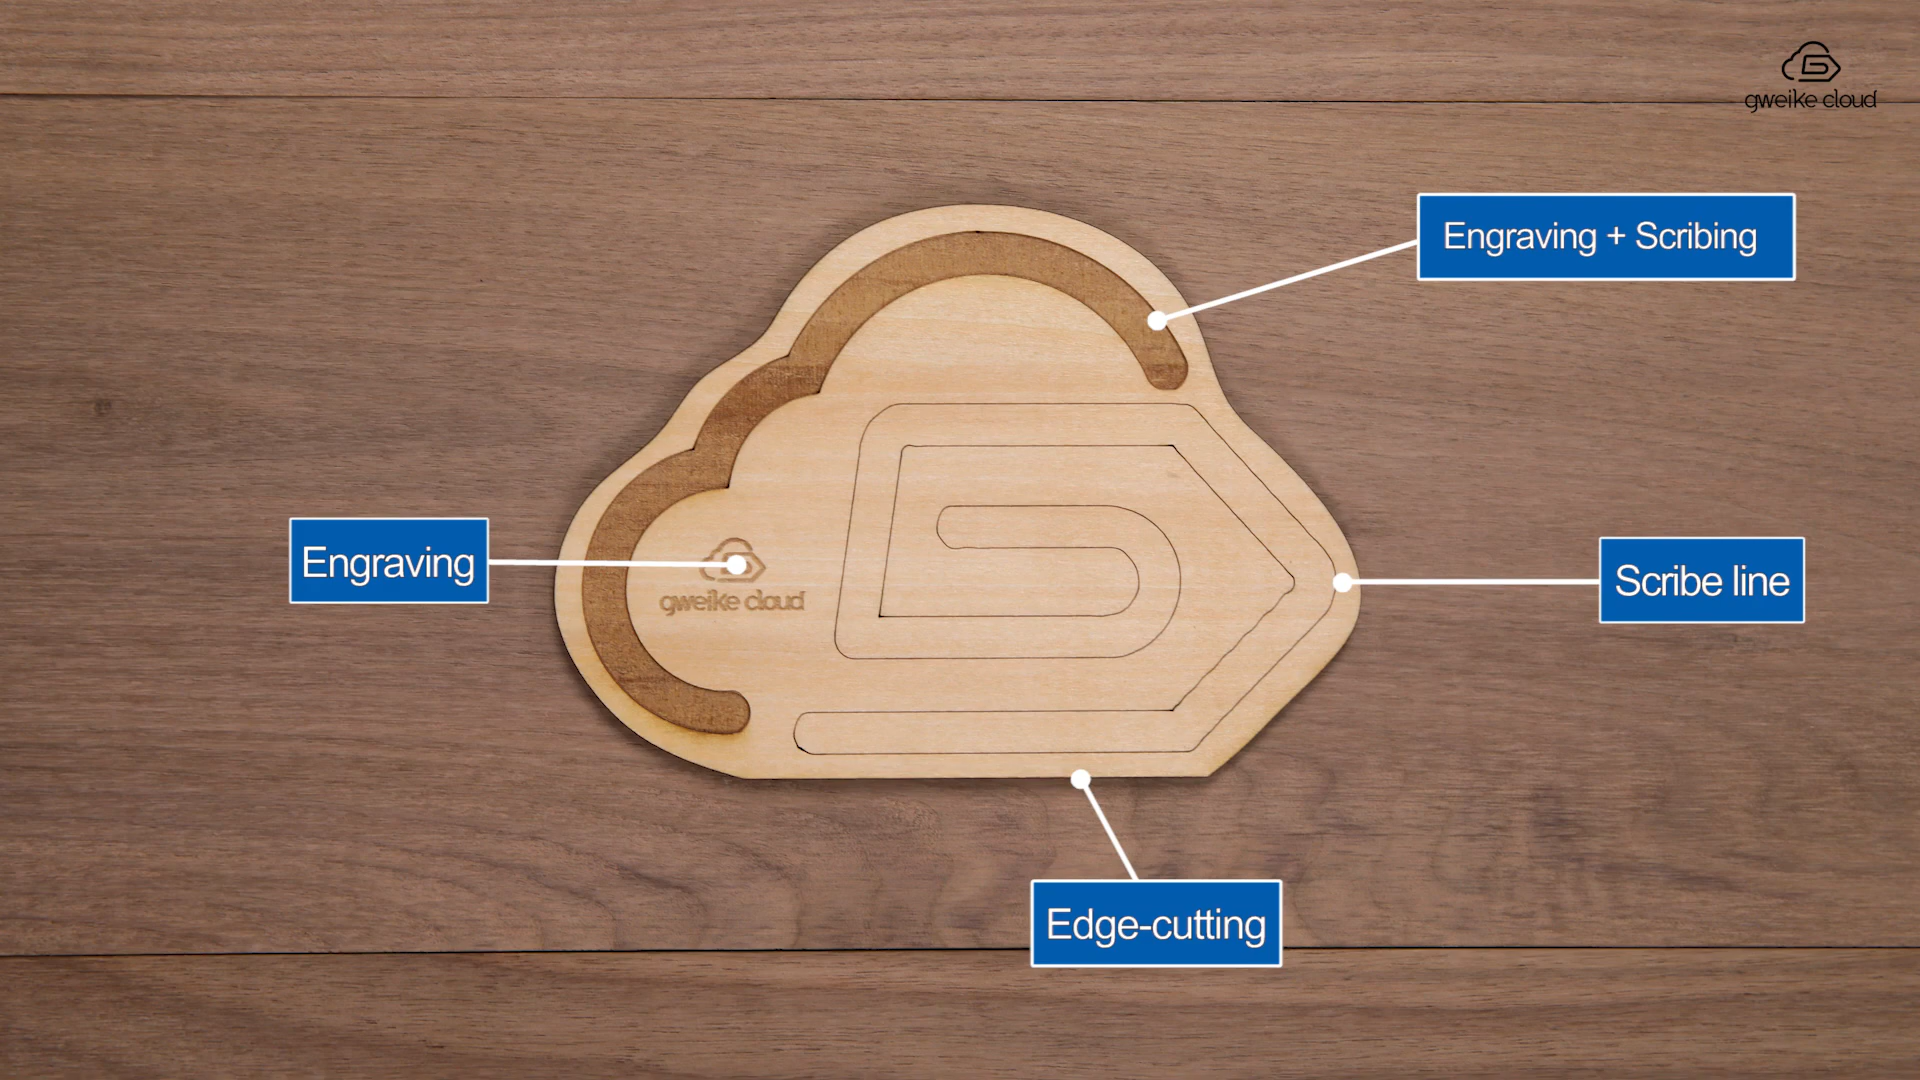 gweike cloud
Engraving + Scribing
Engraving
gweike cloud
Scribe line
Edge-cutting